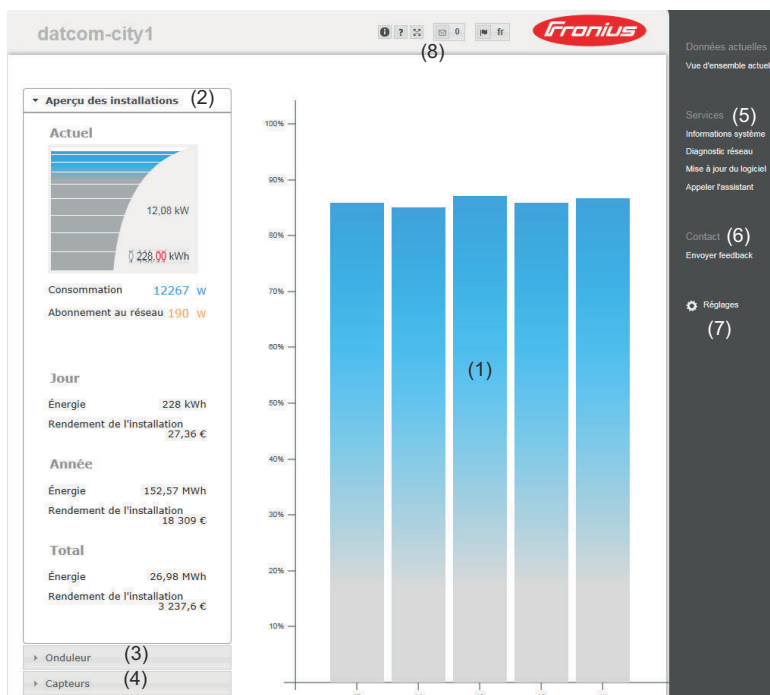 datcom-city1
i ? 0 fr
Fronius
(8)
Données actuelles
Vue d'ensemble actuel
Aperçu des installations (2)
Actuel
12,08 kW
228,00 kWh
Consommation 12267 W
Abonnement au réseau 190 W
Jour
Énergie 228 kWh
Rendement de l'installation
27,36 €
Année
Énergie 152,57 MWh
Rendement de l'installation
18 309 €
Total
Énergie 26,98 MWh
Rendement de l'installation
3 237,6 €
Onduleur (3)
Capteurs (4)
100%
90%
80%
70%
60%
50%
40%
30%
20%
10%
(1)
Services (5)
Informations système
Diagnostic réseau
Mise à jour du logiciel
Appeler l'assistant
Contact (6)
Envoyer feedback
Réglages
(7)